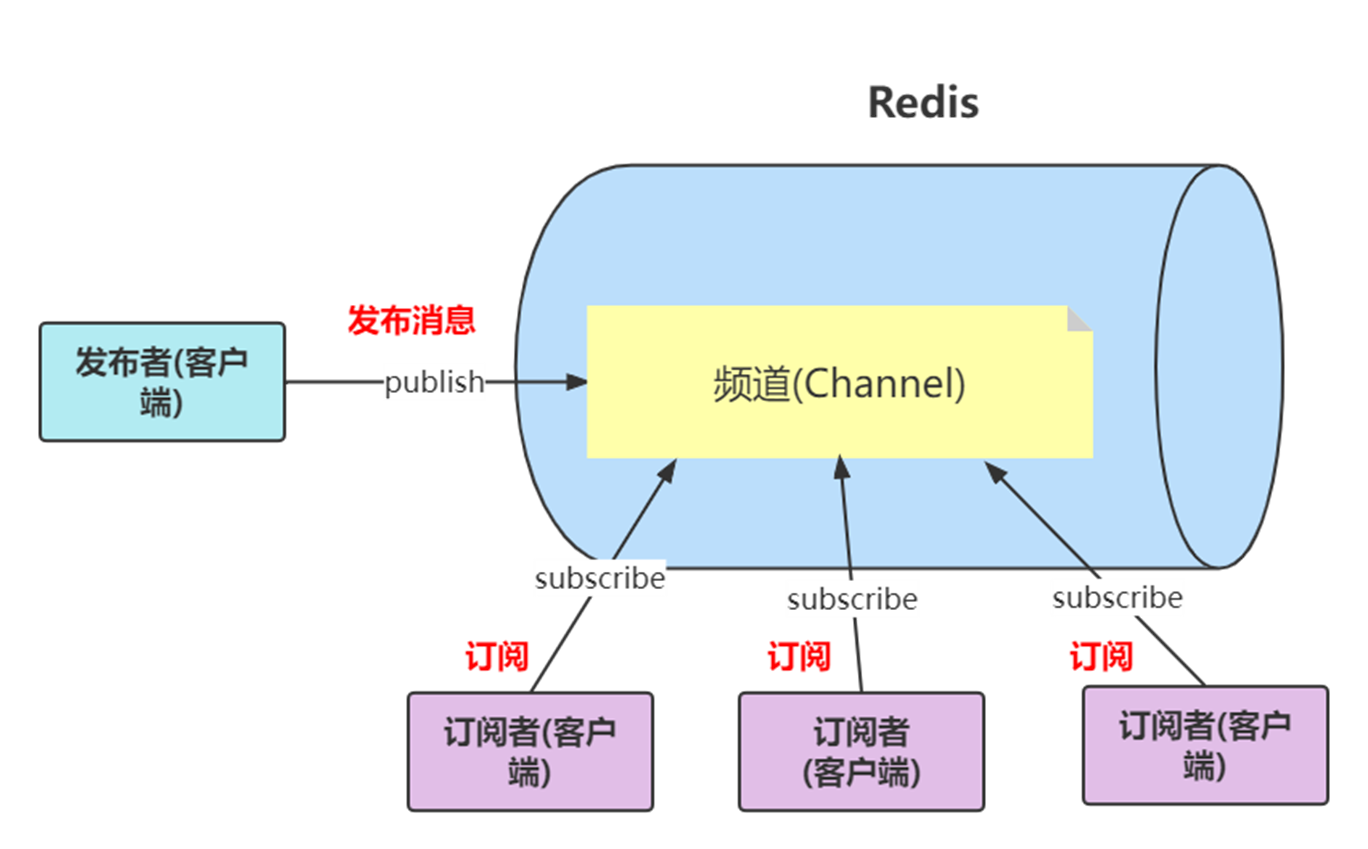 Redis
发布消息
发布者(客户
端)
publish
频道(Channel)
subscribe
subscribe
subscribe
订阅
订阅
订阅
订阅者(客户
端)
订阅者
(客户端)
订阅者(客户
端)